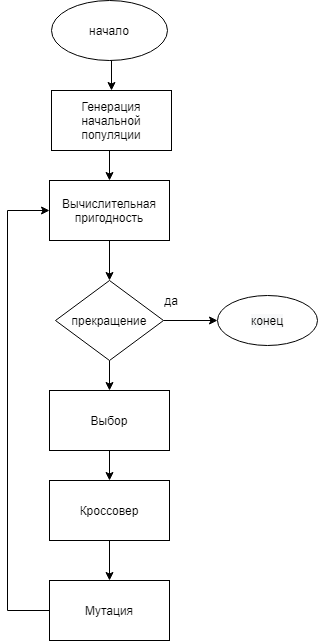 начало
Генерация
начальной
популяции
Вычислительная
пригодность
да
прекращение
конец
Выбор
Кроссовер
Мутация